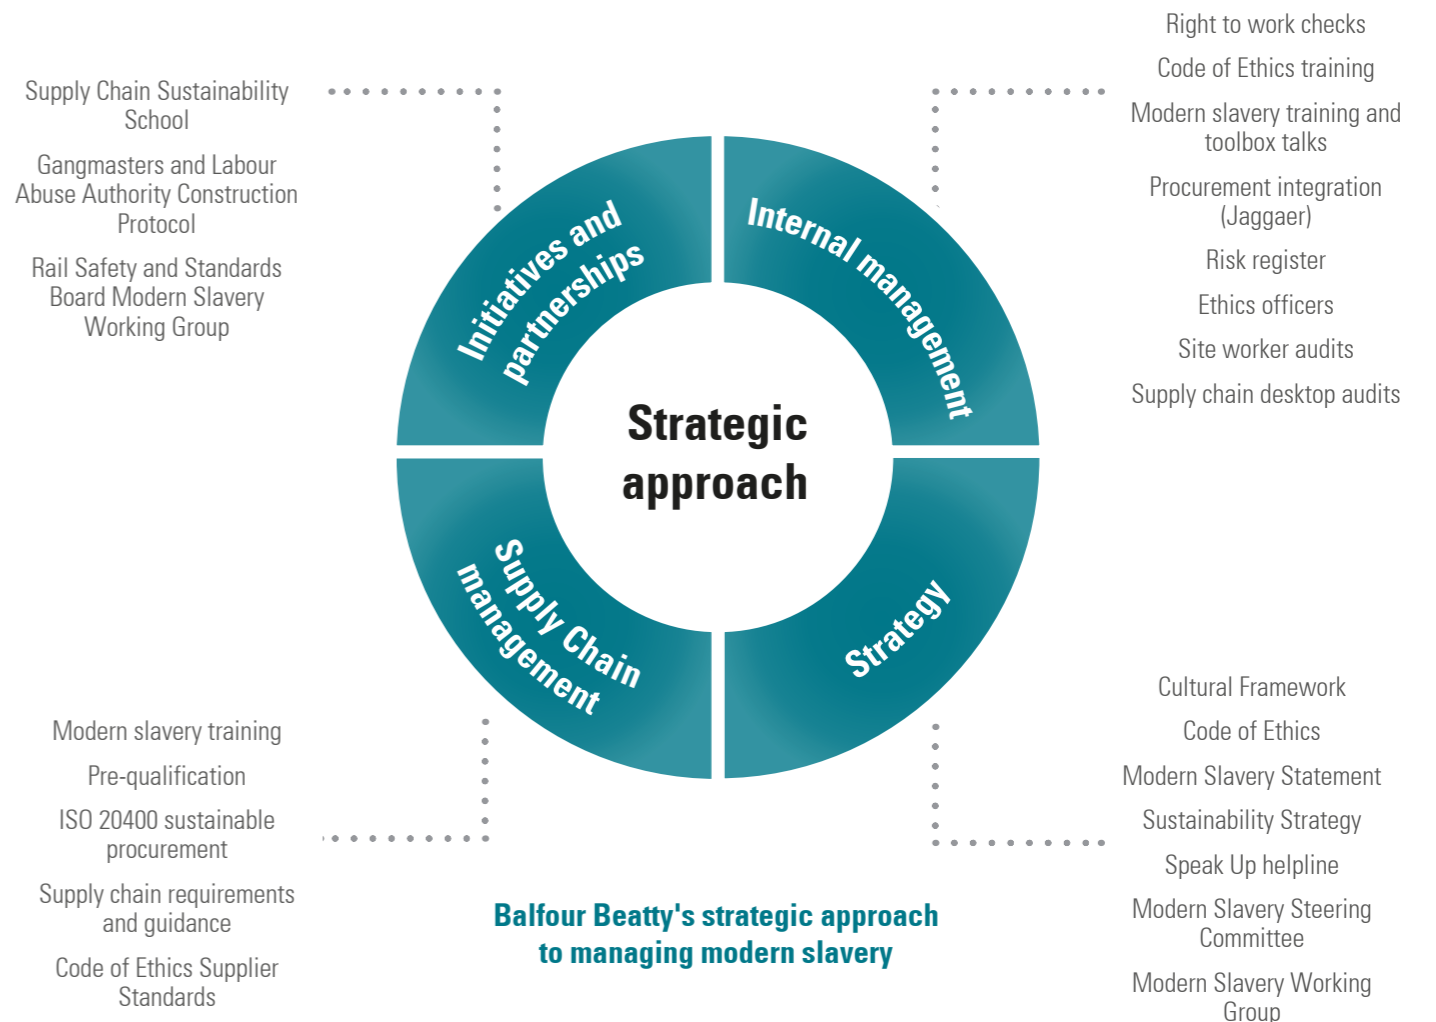 Supply Chain Sustainability
School
Gangmasters and Labour
Abuse Authority Construction
Protocol
Rail Safety and Standards
Board Modern Slavery
Working Group
Initiatives and
partnerships
Right to work checks
Code of Ethics training
Modern slavery training and
toolbox talks
Procurement integration
(Jaggaer)
Risk register
Ethics officers
Site worker audits
Supply chain desktop audits
Internal management
Strategic
approach
Supply Chain
management
Modern slavery training
Pre-qualification
ISO 20400 sustainable
procurement
Supply chain requirements
and guidance
Code of Ethics Supplier
Standards
Strategy
Cultural Framework
Code of Ethics
Modern Slavery Statement
Sustainability Strategy
Speak Up helpline
Modern Slavery Steering
Committee
Modern Slavery Working
Group
Balfour Beatty's strategic approach
to managing modern slavery